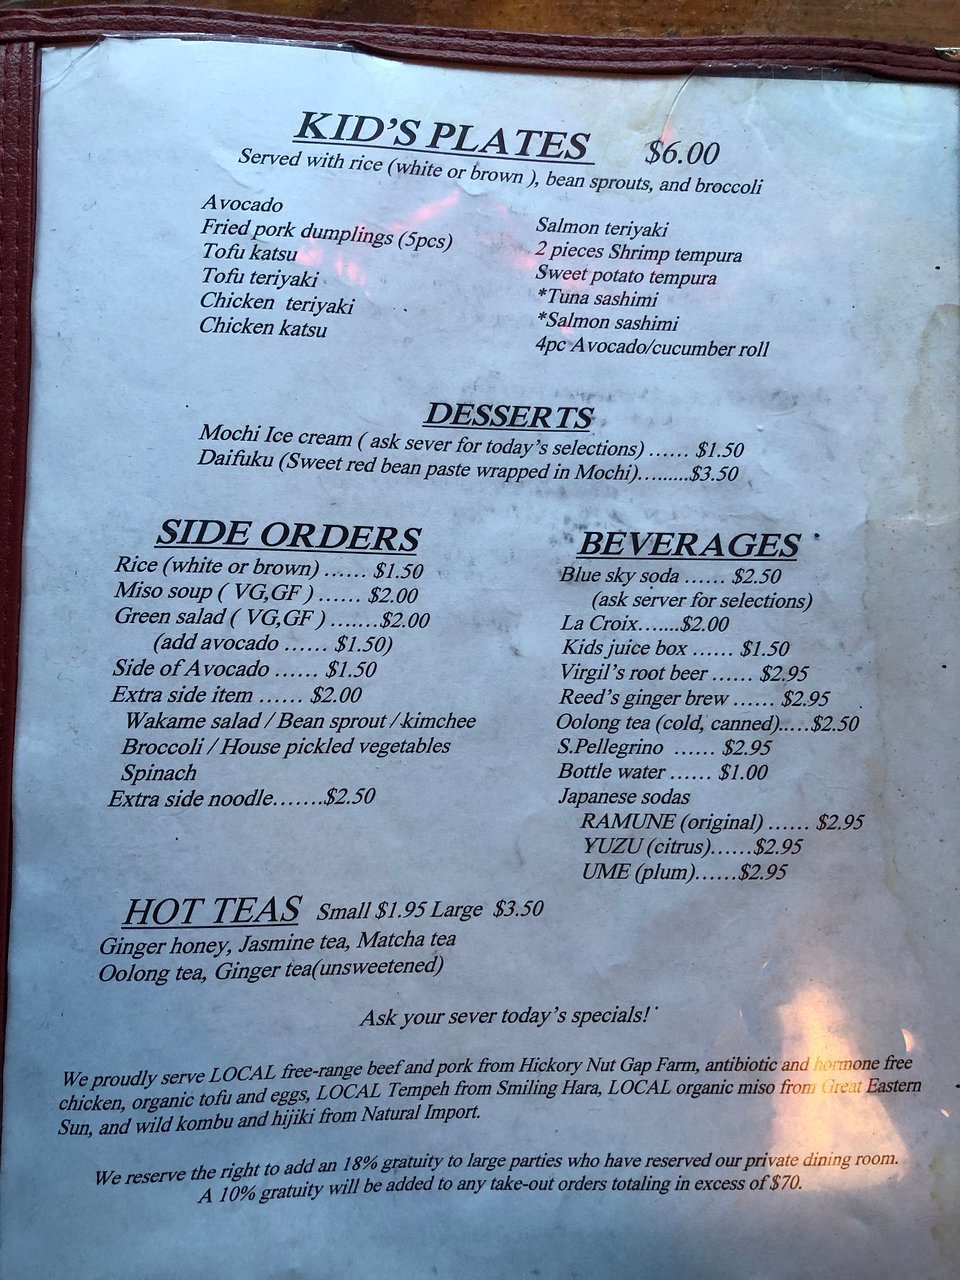 KID'S PLATES $6.00
Served with rice (white or brown ), bean sprouts, and broccoli
Avocado
Fried pork dumplings (5pcs)
Tofu katsu
Tofu teriyaki
Chicken teriyaki
Chicken katsu
Salmon teriyaki
2 pieces Shrimp tempura
Sweet potato tempura
*Tuna sashimi
*Salmon sashimi
4pc Avocado/cucumber roll
DESSERTS
Mochi Ice cream ( ask sever for today's selections) ...... $1.50
Daifuku (Sweet red bean paste wrapped in Mochi).........$3.50
SIDE ORDERS
Rice (white or brown) ...... $1.50
Miso soup ( VG,GF ) ...... $2.00
Green salad ( VG,GF ) .......$2.00
(add avocado ...... $1.50)
Side of Avocado ...... $1.50
Extra side item ...... $2.00
Wakame salad / Bean sprout / kimchee
Broccoli / House pickled vegetables
Spinach
Extra side noodle.......$2.50
BEVERAGES
Blue sky soda ...... $2.50
(ask server for selections)
La Croix.......$2.00
Kids juice box ...... $1.50
Virgil's root beer ...... $2.95
Reed's ginger brew ...... $2.95
Oolong tea (cold, canned).....$2.50
S.Pellegrino ...... $2.95
Bottle water ...... $1.00
Japanese sodas
RAMUNE (original) ...... $2.95
YUZU (citrus)......$2.95
UME (plum)......$2.95
HOT TEAS Small $1.95 Large $3.50
Ginger honey, Jasmine tea, Matcha tea
Oolong tea, Ginger tea(unsweetened)
Ask your sever today's specials!
We proudly serve LOCAL free-range beef and pork from Hickory Nut Gap Farm, antibiotic and hormone free
chicken, organic tofu and eggs, LOCAL Tempeh from Smiling Hara, LOCAL organic miso from Great Eastern
Sun, and wild kombu and hijiki from Natural Import.
We reserve the right to add an 18% gratuity to large parties who have reserved our private dining room.
A 10% gratuity will be added to any take-out orders totaling in excess of $70.